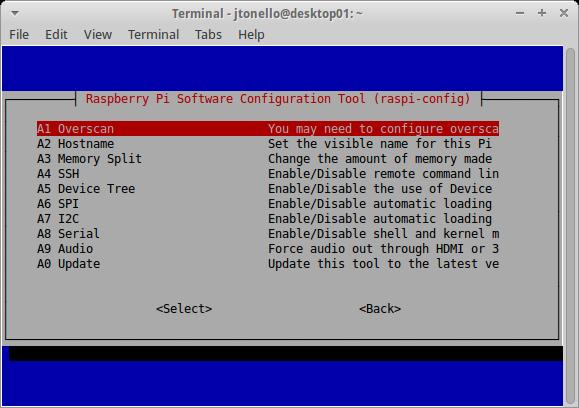 Terminal - jtonello@desktop01: ~
File Edit View Terminal Tabs Help
Raspberry Pi Software Configuration Tool (raspi-config)
A1 Overscan You may need to configure oversca
A2 Hostname Set the visible name for this Pi
A3 Memory Split Change the amount of memory made
A4 SSH Enable/Disable remote command lin
A5 Device Tree Enable/Disable the use of Device
A6 SPI Enable/Disable automatic loading
A7 I2C Enable/Disable automatic loading
A8 Serial Enable/Disable shell and kernel m
A9 Audio Force audio out through HDMI or 3
A0 Update Update this tool to the latest ve
<Select> <Back>